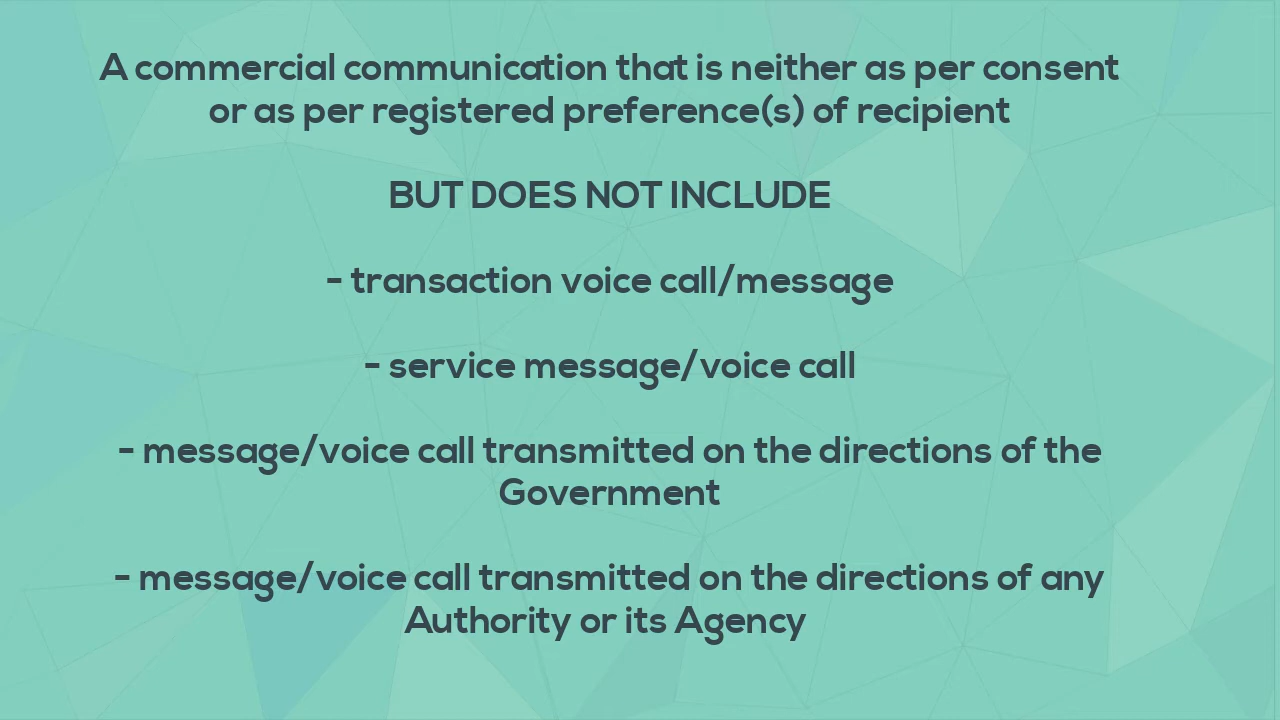 A commercial communication that is neither as per consent
or as per registered preference(s) of recipient
BUT DOES NOT INCLUDE
- transaction voice call/message
- service message/voice call
- message/voice call transmitted on the directions of the
Government
- message/voice call transmitted on the directions of any
Authority or its Agency